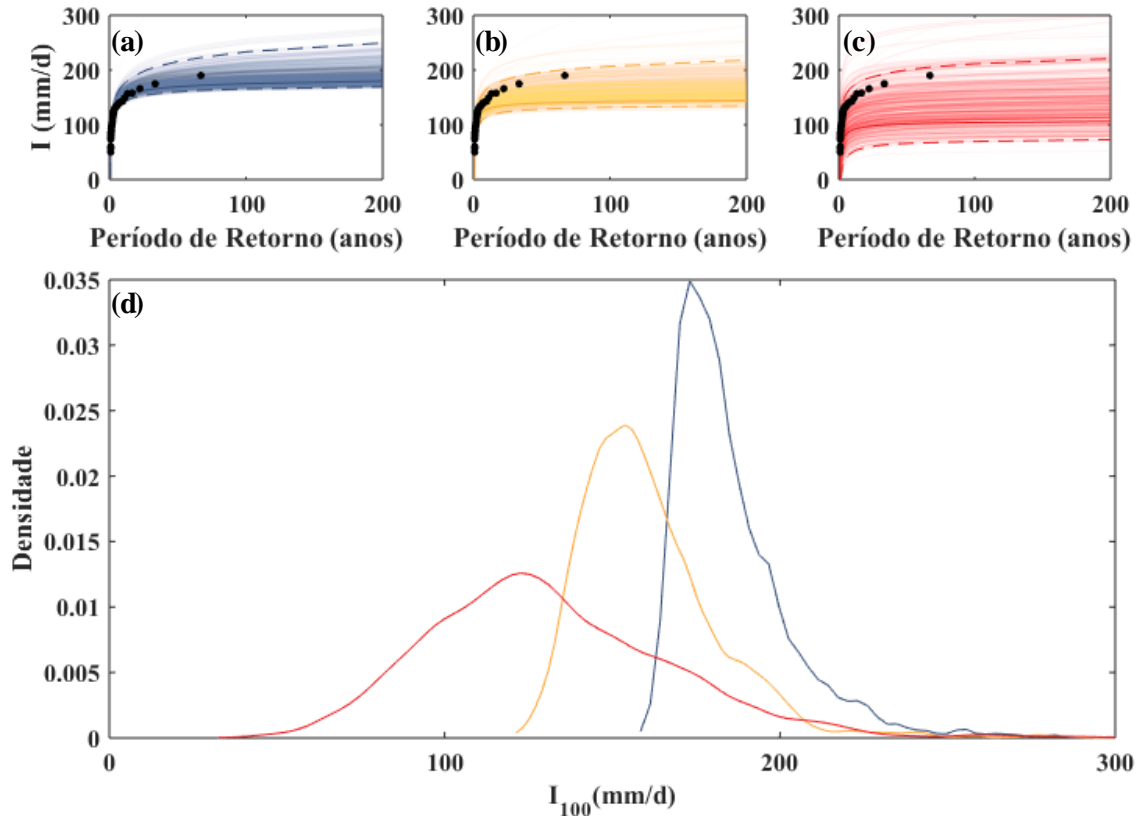 300
200
100
0
I (mm/d)
(a)
0 100 200
Período de Retorno (anos)
300
200
100
0
(b)
0 100 200
Período de Retorno (anos)
300
200
100
0
(c)
0 100 200
Período de Retorno (anos)
(d)
0.035
0.03
0.025
0.02
0.015
0.01
0.005
0
Densidade
0 100 200 300
I100(mm/d)